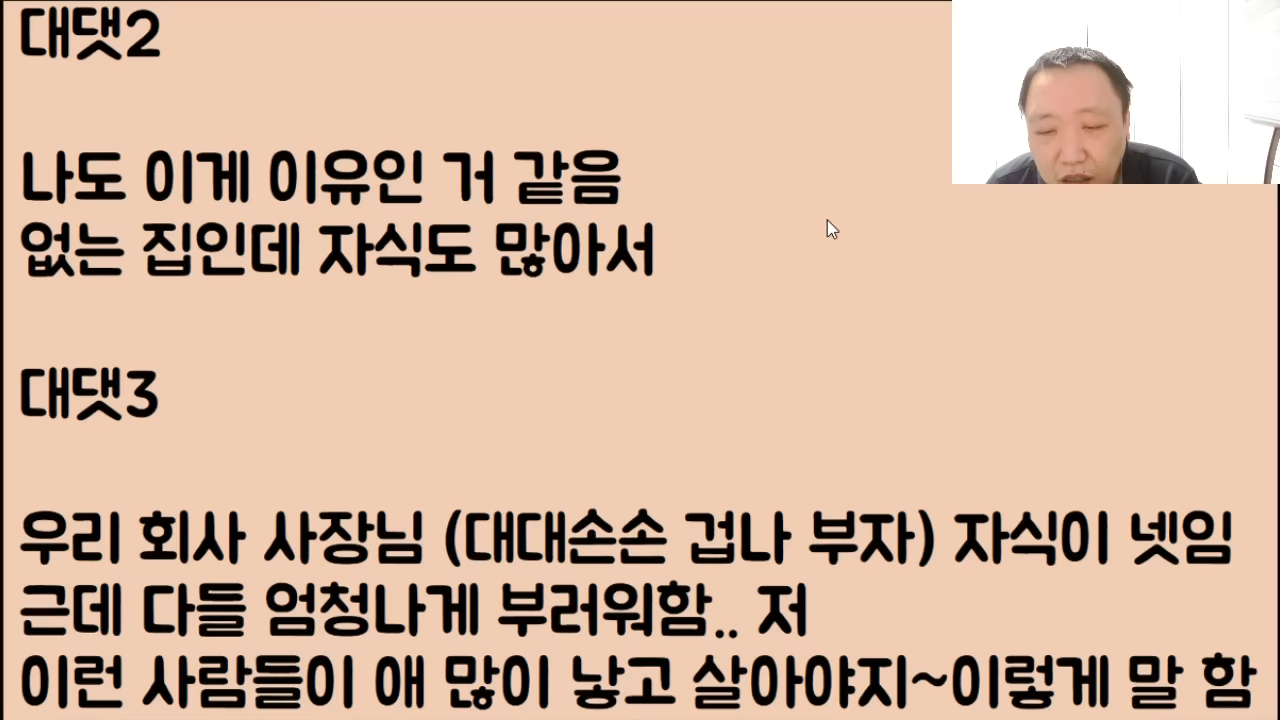 대댓2
나도 이게 이유인 거 같음
없는 집인데 자식도 많아서
대댓3
우리 회사 사장님 (대대손손 겁나 부자) 자식이 넷임
근데 다들 엄청나게 부러워함.. 저
이런 사람들이 애 많이 낳고 살아야지~이렇게 말 함